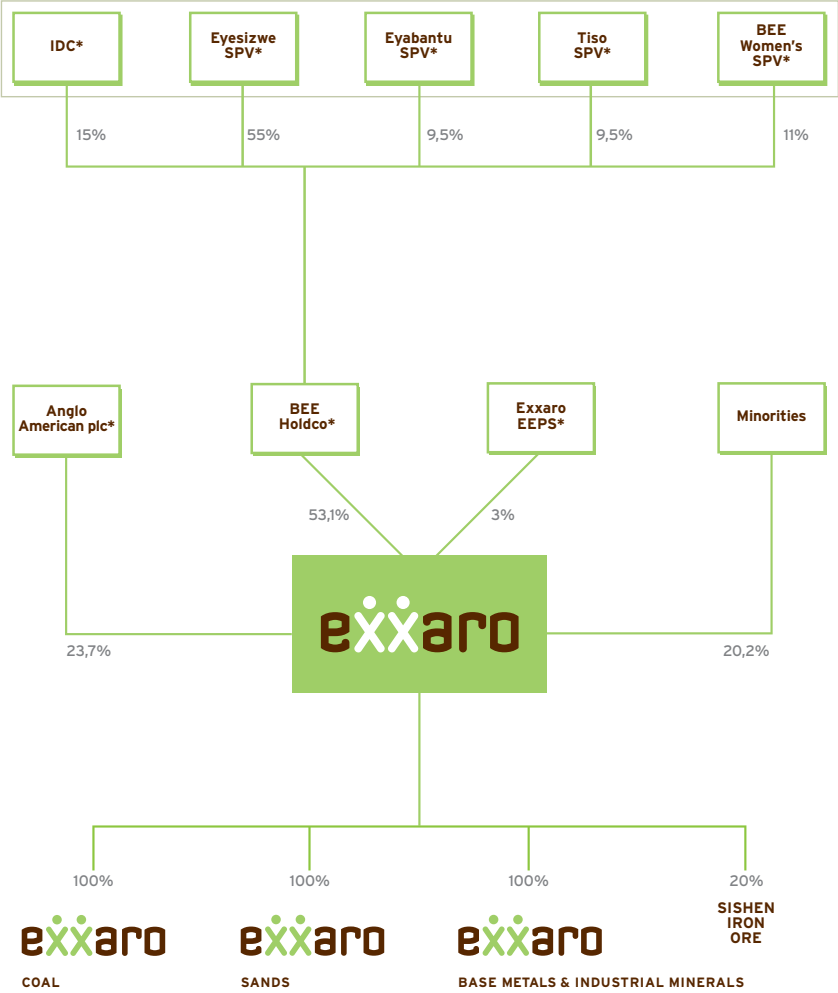 IDC*
Eyesizwe
SPV*
Eyabantu
SPV*
Tiso
SPV*
BEE
Women's
SPV*
15%
55%
9,5%
9,5%
11%
Anglo
American plc*
BEE
Holdco*
Exxaro
EEPS*
Minorities
53,1%
3%
exxaro
23,7%
20,2%
100%
100%
100%
20%
exxaro
COAL
exxaro
SANDS
exxaro
BASE METALS & INDUSTRIAL MINERALS
SISHEN
IRON
ORE